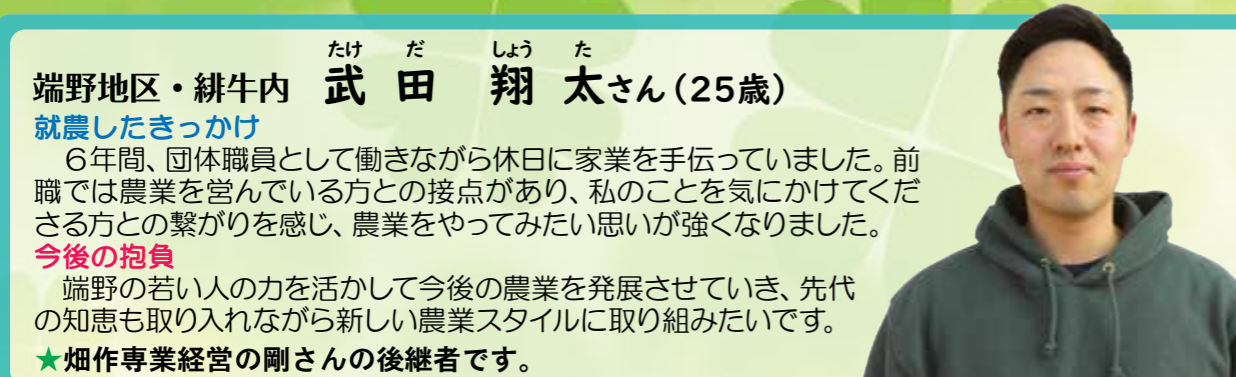 たけ だ しょう た
端野地区・緋牛内 武田 翔太さん(25歳)
就農したきっかけ
６年間、団体職員として働きながら休日に家業を手伝っていました。前
職では農業を営んでいる方との接点があり、私のことを気にかけてくだ
さる方との繋がりを感じ、農業をやってみたい思いが強くなりました。
今後の抱負
端野の若い人の力を活かして今後の農業を発展させていき、先代
の知恵も取り入れながら新しい農業スタイルに取り組みたいです。
★畑作専業経営の剛さんの後継者です。